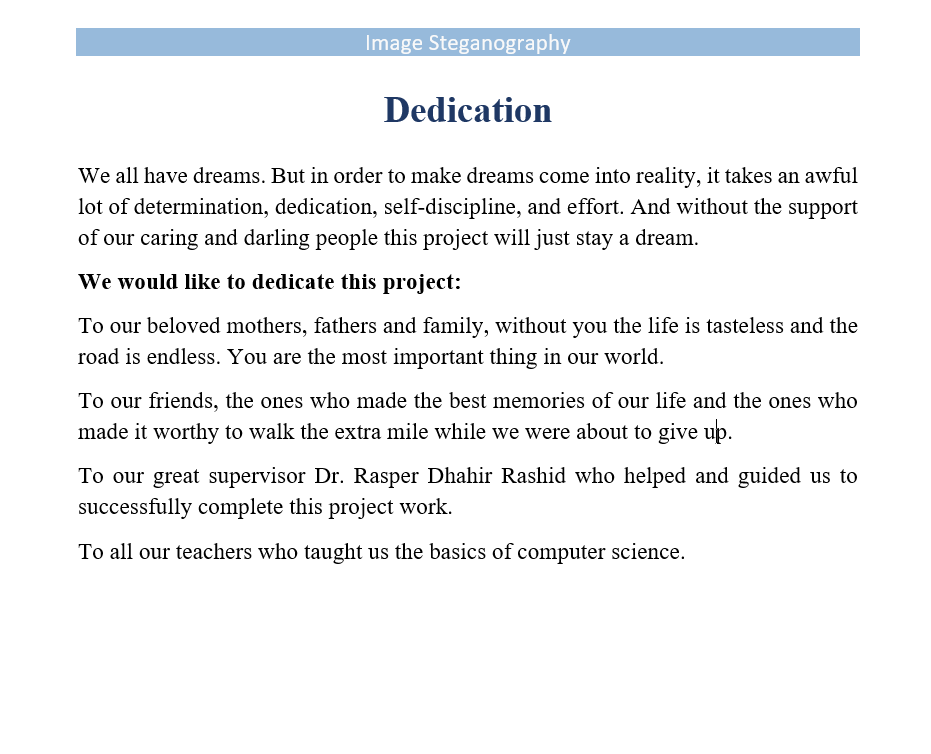 Image Steganography
Dedication
We all have dreams. But in order to make dreams come into reality, it takes an awful
lot of determination, dedication, self-discipline, and effort. And without the support
of our caring and darling people this project will just stay a dream.
We would like to dedicate this project:
To our beloved mothers, fathers and family, without you the life is tasteless and the
road is endless. You are the most important thing in our world.
To our friends, the ones who made the best memories of our life and the ones who
made it worthy to walk the extra mile while we were about to give up.
To our great supervisor Dr. Rasper Dhahir Rashid who helped and guided us to
successfully complete this project work.
To all our teachers who taught us the basics of computer science.